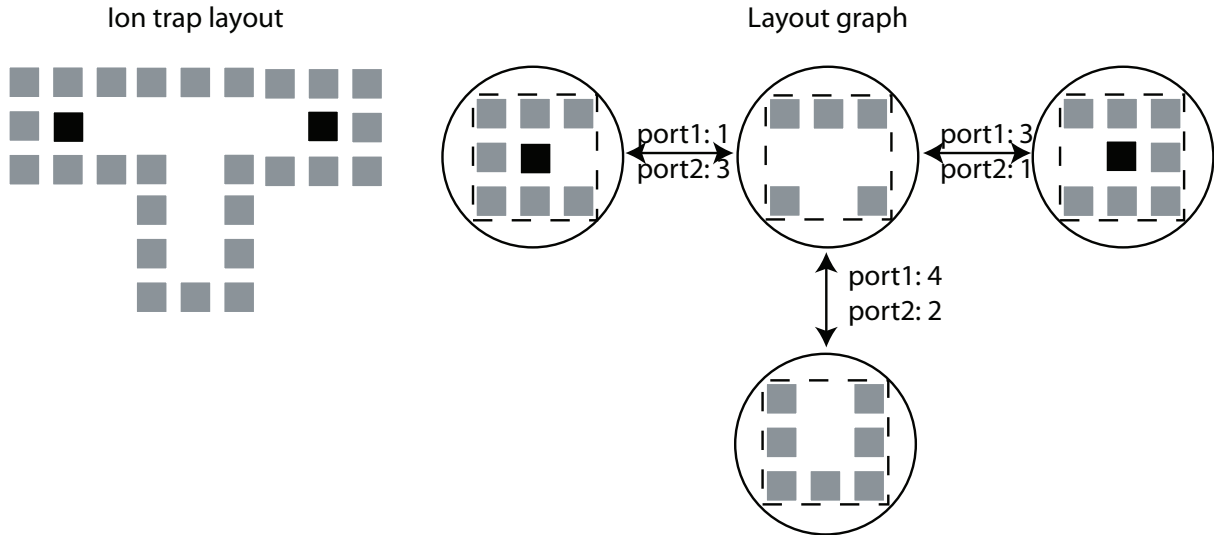 Ion trap layout
Layout graph
port1: 1
port2: 3
port1: 3
port2: 1
port1: 4
port2: 2